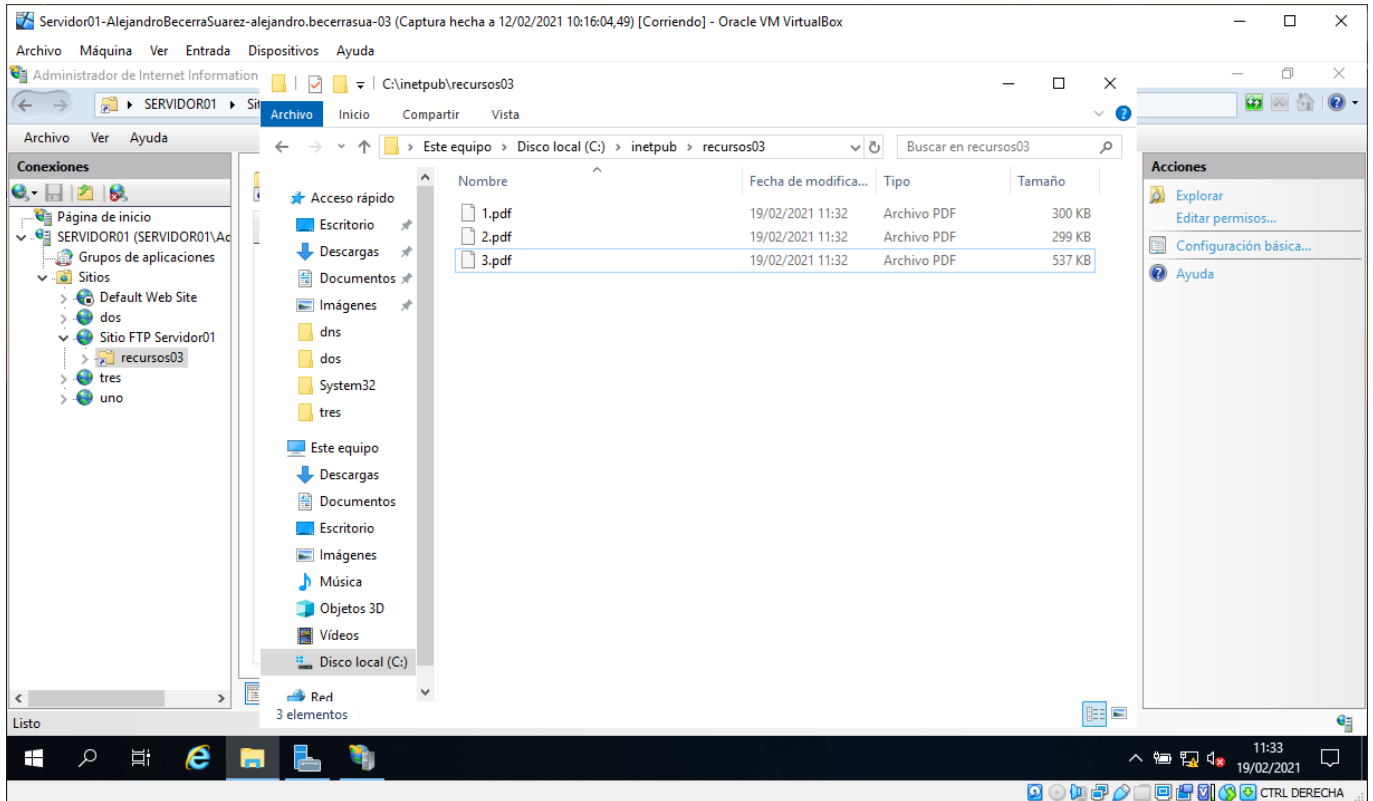 Servidor01-AlejandroBecerraSuarez-alejandro.becerrasua-03 (Captura hecha a 12/02/2021 10:16:04,49) [Corriendo] - Oracle VM VirtualBox
Archivo Máquina Ver Entrada Dispositivos Ayuda
Administrador de Internet Information
SERVIDOR01
Archivo Ver Ayuda
Conexiones
Página de inicio
SERVIDOR01 (SERVIDOR01\Ad
Grupos de aplicaciones
Sitios
Default Web Site
dos
Sitio FTP Servidor01
recursos03
tres
uno
Listo
C:\inetpub\recursos03
Archivo Inicio Compartir Vista
Este equipo > Disco local (C:) > inetpub > recursos03
Buscar en recursos03
Acceso rápido
Escritorio
Descargas
Documentos
Imágenes
dns
dos
System32
tres
Este equipo
Descargas
Documentos
Escritorio
Imágenes
Música
Objetos 3D
Vídeos
Disco local (C:)
Red
Nombre Fecha de modifica... Tipo Tamaño
1.pdf 19/02/2021 11:32 Archivo PDF 300 KB
2.pdf 19/02/2021 11:32 Archivo PDF 299 KB
3.pdf 19/02/2021 11:32 Archivo PDF 537 KB
3 elementos
Acciones
Explorar
Editar permisos...
Configuración básica...
Ayuda
11:33
19/02/2021
CTRL DERECHA